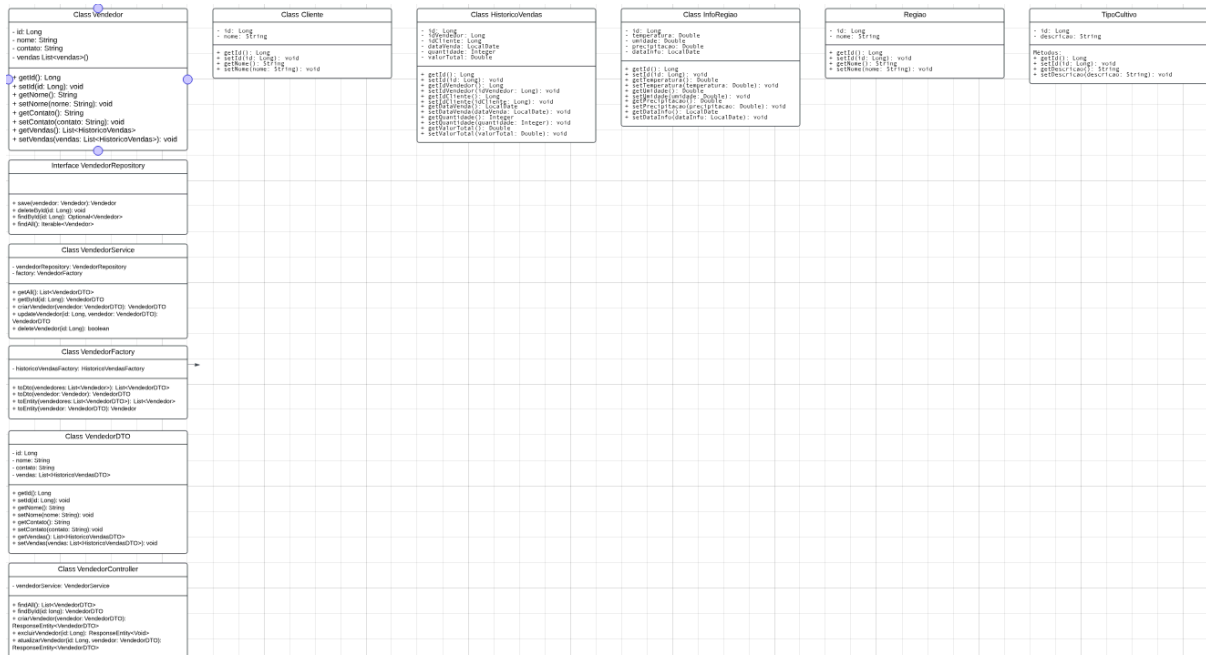 Class Vendedor
- id: Long
- nome: String
- contato: String
- vendas List<vendas>()
+ getId(): Long
+ setId(id: Long): void
+ getNome(): String
+ setNome(nome: String): void
+ getContato(): String
+ setContato(contato: String): void
+ getVendas(): List<HistoricoVendas>
+ setVendas(vendas: List<HistoricoVendas>): void
Class Cliente
- id: Long
- nome: String
+ getId(): Long
+ setId(id: Long): void
+ getNome(): String
+ setNome(nome: String): void
Class HistoricoVendas
- id: Long
- idVendedor: Long
- idCliente: Long
- dataVenda: LocalDate
- quantidade: Integer
- valorTotal: Double
+ getId(): Long
+ setId(id: Long): void
+ getIdVendedor(): Long
+ setIdVendedor(idVendedor: Long): void
+ getIdCliente(): Long
+ setIdCliente(idCliente: Long): void
+ getDataVenda(): LocalDate
+ setDataVenda(dataVenda: LocalDate): void
+ getQuantidade(): Integer
+ setQuantidade(quantidade: Integer): void
+ getValorTotal(): Double
+ setValorTotal(valorTotal: Double): void
Class InfoRegiao
- id: Long
- temperatura: Double
- umidade: Double
- precipitacao: Double
- dataInfo: LocalDate
+ getId(): Long
+ setId(id: Long): void
+ getTemperatura(): Double
+ setTemperatura(temperatura: Double): void
+ getUmidade(): Double
+ setUmidade(umidade: Double): void
+ getPrecipitacao(): Double
+ setPrecipitacao(precipitacao: Double): void
+ getDataInfo(): LocalDate
+ setDataInfo(dataInfo: LocalDate): void
Regiao
- id: Long
- nome: String
+ getId(): Long
+ setId(id: Long): void
+ getNome(): String
+ setNome(nome: String): void
TipoCultivo
- id: Long
- descricao: String
Métodos:
+ getId(): Long
+ setId(id: Long): void
+ getDescricao(): String
+ setDescricao(descricao: String): void
Interface VendedorRepository
+ save(vendedor: Vendedor): Vendedor
+ deleteById(id: Long): void
+ findById(id: Long): Optional<Vendedor>
+ findAll(): Iterable<Vendedor>
Class VendedorService
- vendedorRepository: VendedorRepository
- factory: VendedorFactory
+ getAll(): List<VendedorDTO>
+ getById(id: Long): VendedorDTO
+ criarVendedor(vendedor: VendedorDTO): VendedorDTO
+ updateVendedor(id: Long, vendedor: VendedorDTO):
VendedorDTO
+ deleteVendedor(id: Long): boolean
Class VendedorFactory
- historicoVendasFactory: HistoricoVendasFactory
+ toDto(vendedores: List<Vendedor>): List<VendedorDTO>
+ toDto(vendedor: Vendedor): VendedorDTO
+ toEntity(vendedores: List<VendedorDTO>): List<Vendedor>
+ toEntity(vendedor: VendedorDTO): Vendedor
Class VendedorDTO
- id: Long
- nome: String
- contato: String
- vendas: List<HistoricoVendasDTO>
+ getId(): Long
+ setId(id: Long): void
+ getNome(): String
+ setNome(nome: String): void
+ getContato(): String
+ setContato(contato: String): void
+ getVendas(): List<HistoricoVendasDTO>
+ setVendas(vendas: List<HistoricoVendasDTO>): void
Class VendedorController
- vendedorService: VendedorService
+ findAll(): List<VendedorDTO>
+ findById(id: long): VendedorDTO
+ criarVendedor(vendedor: VendedorDTO):
ResponseEntity<VendedorDTO>
+ excluirVendedor(id: Long): ResponseEntity<Void>
+ atualizarVendedor(id: Long, vendedor: VendedorDTO):
ResponseEntity<VendedorDTO>